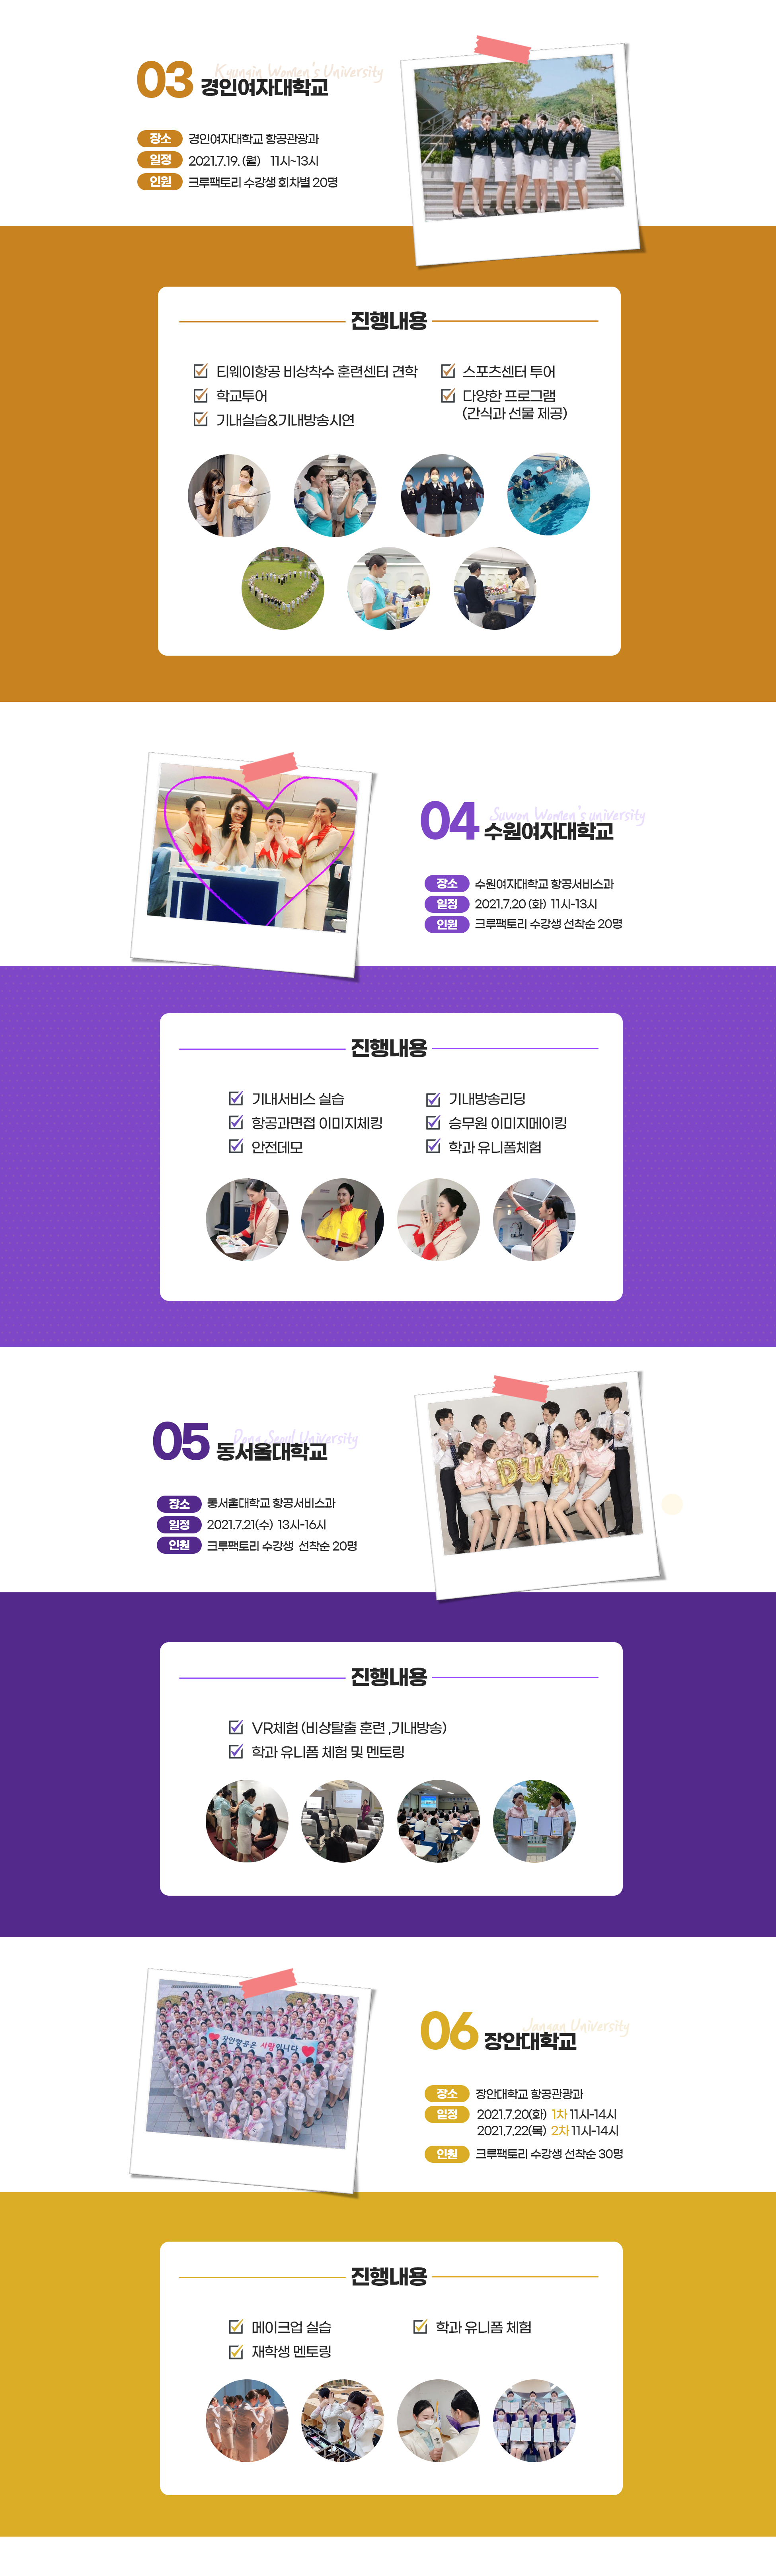 Kyungin Women's University
03 경인여자대학교
장소 경인여자대학교 항공관광과
일정 2021.7.19. (월) 11시~13시
인원 크루팩토리 수강생 회차별 20명
진행내용
티웨이항공 비상착수 훈련센터 견학
학교투어
기내실습&기내방송시연
스포츠센터 투어
다양한 프로그램
(간식과 선물 제공)
Suwon Women's university
04 수원여자대학교
장소 수원여자대학교 항공서비스과
일정 2021.7.20 (화) 11시-13시
인원 크루팩토리 수강생 선착순 20명
진행내용
기내서비스 실습
항공과면접 이미지체킹
안전데모
기내방송리딩
승무원 이미지메이킹
학과 유니폼체험
Dong Seoul University
05 동서울대학교
장소 동서울대학교 항공서비스과
일정 2021.7.21(수) 13시-16시
인원 크루팩토리 수강생 선착순 20명
DUA
진행내용
VR체험 (비상탈출 훈련 ,기내방송)
학과 유니폼 체험 및 멘토링
장안항공은 사랑입니다
Jangan University
06 장안대학교
장소 장안대학교 항공관광과
일정 2021.7.20(화) 1차 11시-14시
2021.7.22(목) 2차 11시-14시
인원 크루팩토리 수강생 선착순 30명
진행내용
메이크업 실습
재학생 멘토링
학과 유니폼 체험